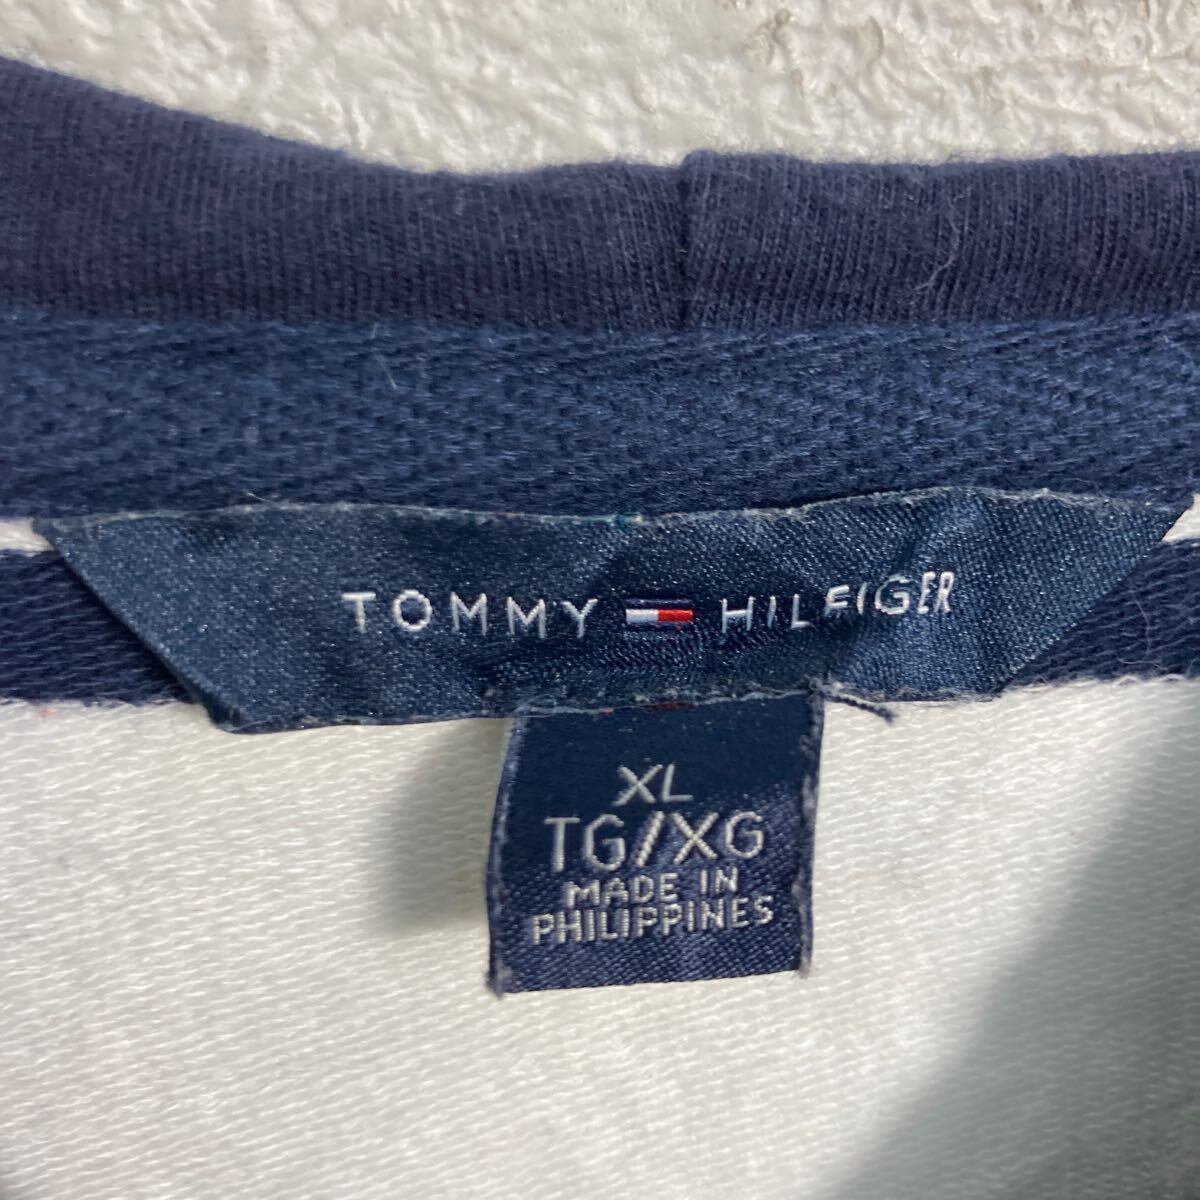 TOMMY HILFIGER
XL
TG/XG
MADE IN
PHILIPPINES